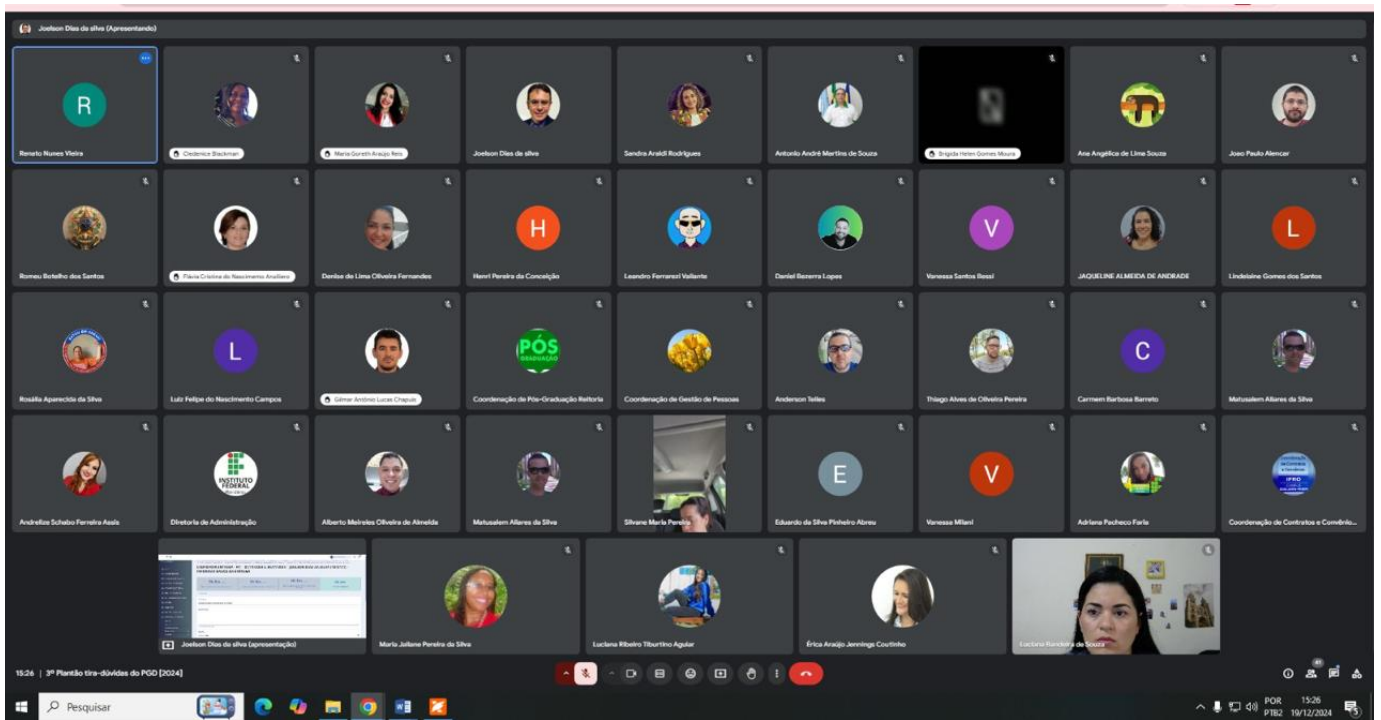 Joelson Dias da silva (Apresentando)
R
Renato Nunes Vieira
Cledenice Blackman
Maria Goreth Araújo Reis
Joelson Dias da silva
Sandra Araldi Rodrigues
Antonio André Martins de Souza
Brígida Helen Gomes Moura
Ana Angélica de Lima Souza
Joao Paulo Alencar
Romeu Botelho dos Santos
Flávia Cristina do Nascimento Anziliero
Denise de Lima Oliveira Fernandes
H
Henri Pereira da Conceição
Leandro Ferrarezi Valiante
Daniel Bezerra Lopes
V
Vanessa Santos Rossi
JAQUELINE ALMEIDA DE ANDRADE
L
Lindelaine Gomes dos Santos
Rosália Aparecida da Silva
L
Luiz Felipe do Nascimento Campos
Gilmar Antônio Lucas Chapuis
PÓS
GRADUAÇÃO
Coordenação de Pós-Graduação Reitoria
Coordenação de Gestão de Pessoas
Anderson Telles
Thiago Alves de Oliveira Pereira
C
Carmem Barbosa Barreto
Matusalem Allares da Silva
Andrelize Schabo Ferreira Assis
INSTITUTO
FEDERAL
Diretoria de Administração
Alberto Meireles Oliveira de Almeida
Matusalem Allares da Silva
Silvane Maria Pereira
E
Eduardo da Silva Pinheiro Abreu
V
Vanessa Milani
Adriana Pacheco Faria
IFRO
Coordenação de Contratos e Convênio...
Joelson Dias da silva (apresentação)
Maria Juliana Pereira da Silva
Luciana Ribeiro Tiburtino Aguiar
Érica Araújo Jennings Coutinho
de Souza
15:26 | 3º Plantão tira-dúvidas do PGD [2024]
41
Pesquisar
POR
PTB2
15:26
19/12/2024